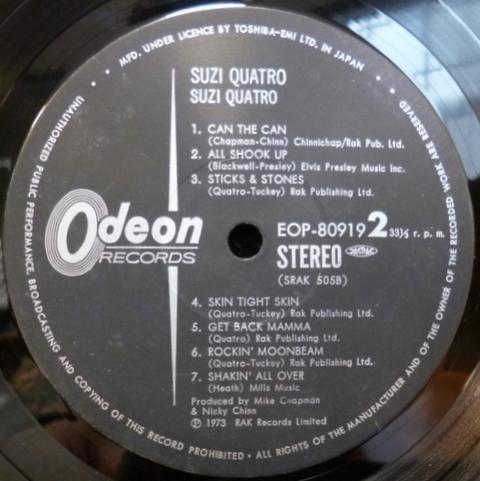 MFD. UNDER LICENCE BY TOSHIBA-EMI LTD. IN JAPAN
SUZI QUATRO
SUZI QUATRO
1. CAN THE CAN
(Chapman-Chinn) Chinnichap/Rak Pub. Ltd.
2. ALL SHOOK UP
(Blackwell-Presley) Elvis Presley Music Inc.
3. STICKS & STONES
(Quatro-Tuckey) Rak Publishing Ltd.
Odeon
RECORDS
EOP-80919 2 33⅓ r. p. m.
STEREO
(SRAK 505B)
4. SKIN TIGHT SKIN
(Quatro-Tuckey) Rak Publishing Ltd.
5. GET BACK MAMMA
(Quatro) Rak Publishing Ltd.
6. ROCKIN' MOONBEAM
(Quatro-Tuckey) Rak Publishing Ltd.
7. SHAKIN' ALL OVER
(Heath) Mills Music
Produced by Mike Chapman &
Nicky Chinn
Ⓟ 1973 RAK Records Limited
UNAUTHORIZED PUBLIC PERFORMANCE, BROADCASTING AND COPYING OF THIS RECORD PROHIBITED • ALL RIGHTS OF THE MANUFACTURER AND OF THE OWNER OF THE RECORDED WORK ARE RESERVED